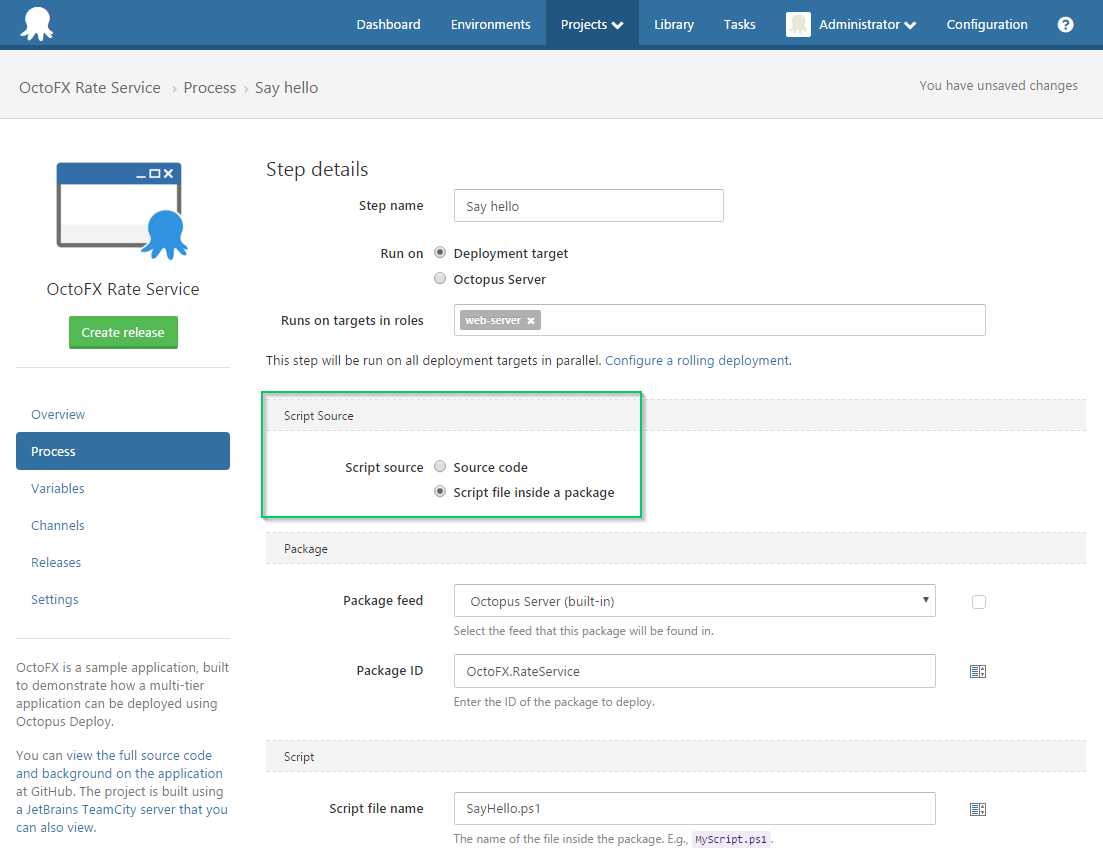 Dashboard Environments Projects Library Tasks Administrator Configuration ?
OctoFX Rate Service › Process › Say hello
You have unsaved changes
OctoFX Rate Service
Create release
Overview
Process
Variables
Channels
Releases
Settings
OctoFX is a sample application, built
to demonstrate how a multi-tier
application can be deployed using
Octopus Deploy.
You can view the full source code
and background on the application
at GitHub. The project is built using
a JetBrains TeamCity server that you
can also view.
Step details
Step name Say hello
Run on Deployment target
Octopus Server
Runs on targets in roles web-server ×
This step will be run on all deployment targets in parallel. Configure a rolling deployment.
Script Source
Script source Source code
Script file inside a package
Package
Package feed Octopus Server (built-in)
Select the feed that this package will be found in.
Package ID OctoFX.RateService
Enter the ID of the package to deploy.
Script
Script file name SayHello.ps1
The name of the file inside the package. E.g., MyScript.ps1 .